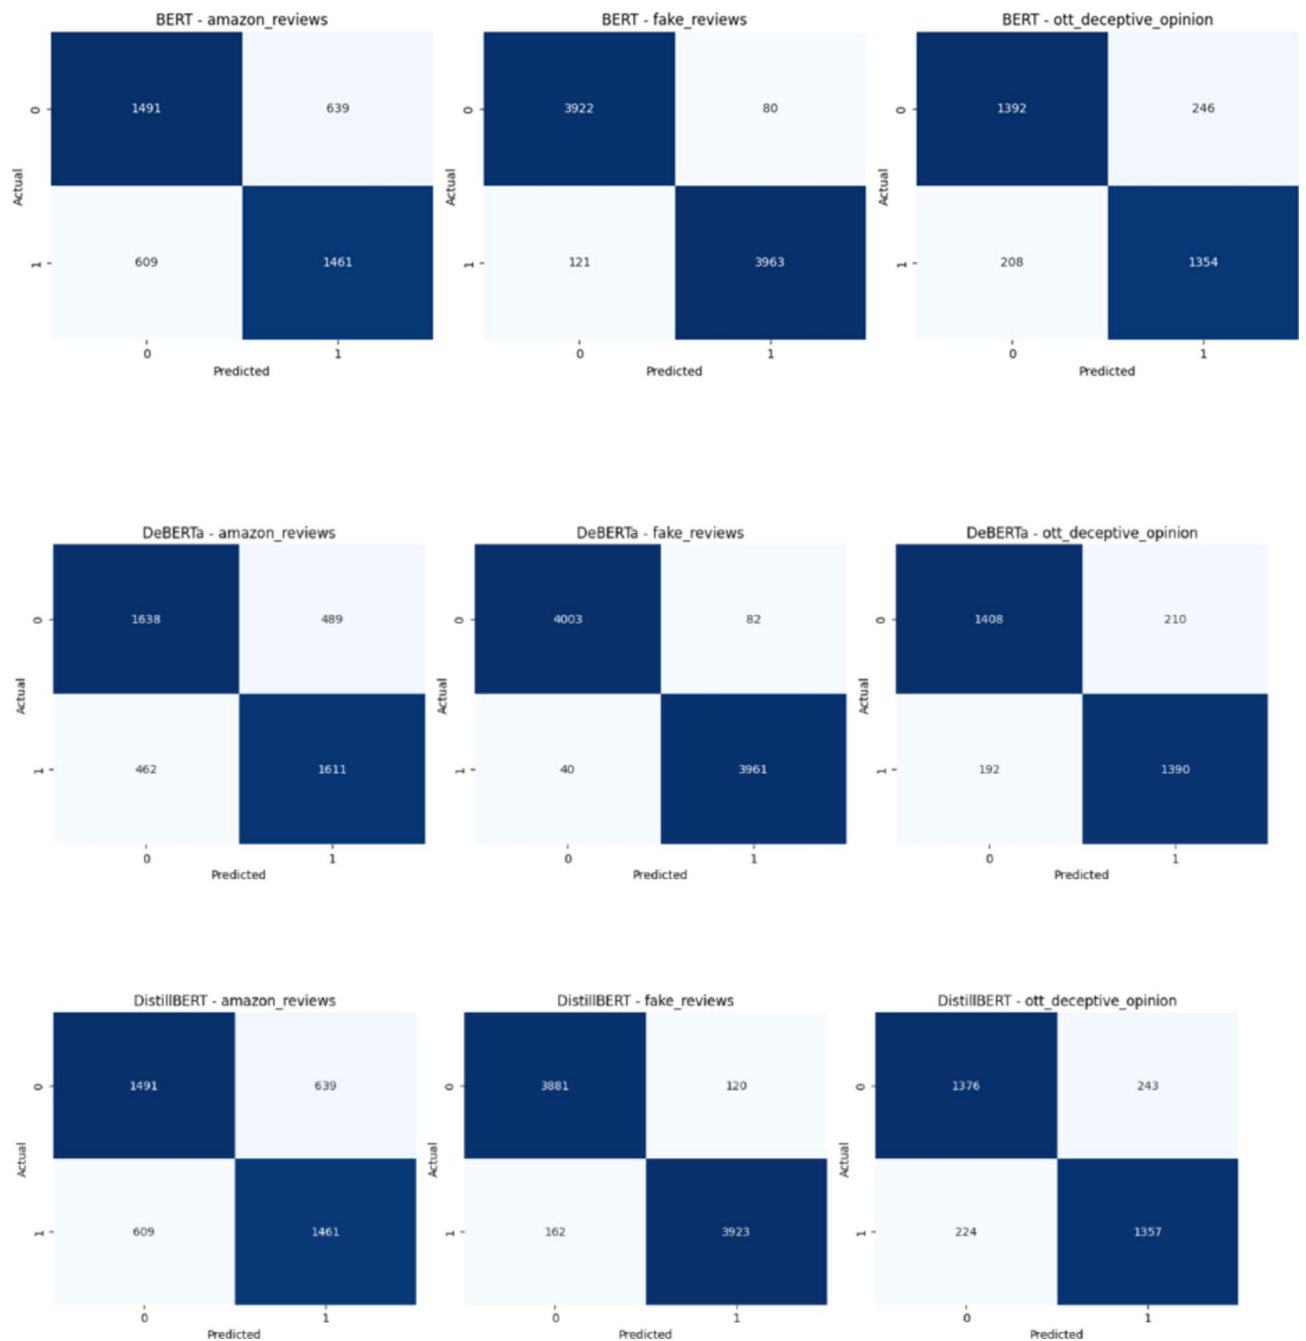 BERT - amazon_reviews
0
1491
639
Actual
1
609
1461
0
1
Predicted
BERT - fake_reviews
0
3922
80
Actual
1
121
3963
0
1
Predicted
BERT - ott_deceptive_opinion
0
1392
246
Actual
1
208
1354
0
1
Predicted
DeBERTa - amazon_reviews
0
1638
489
Actual
1
462
1611
0
1
Predicted
DeBERTa - fake_reviews
0
4003
82
Actual
1
40
3961
0
1
Predicted
DeBERTa - ott_deceptive_opinion
0
1408
210
Actual
1
192
1390
0
1
Predicted
DistillBERT - amazon_reviews
0
1491
639
Actual
1
609
1461
0
1
Predicted
DistillBERT - fake_reviews
0
3881
120
Actual
1
162
3923
0
1
Predicted
DistillBERT - ott_deceptive_opinion
0
1376
243
Actual
1
224
1357
0
1
Predicted